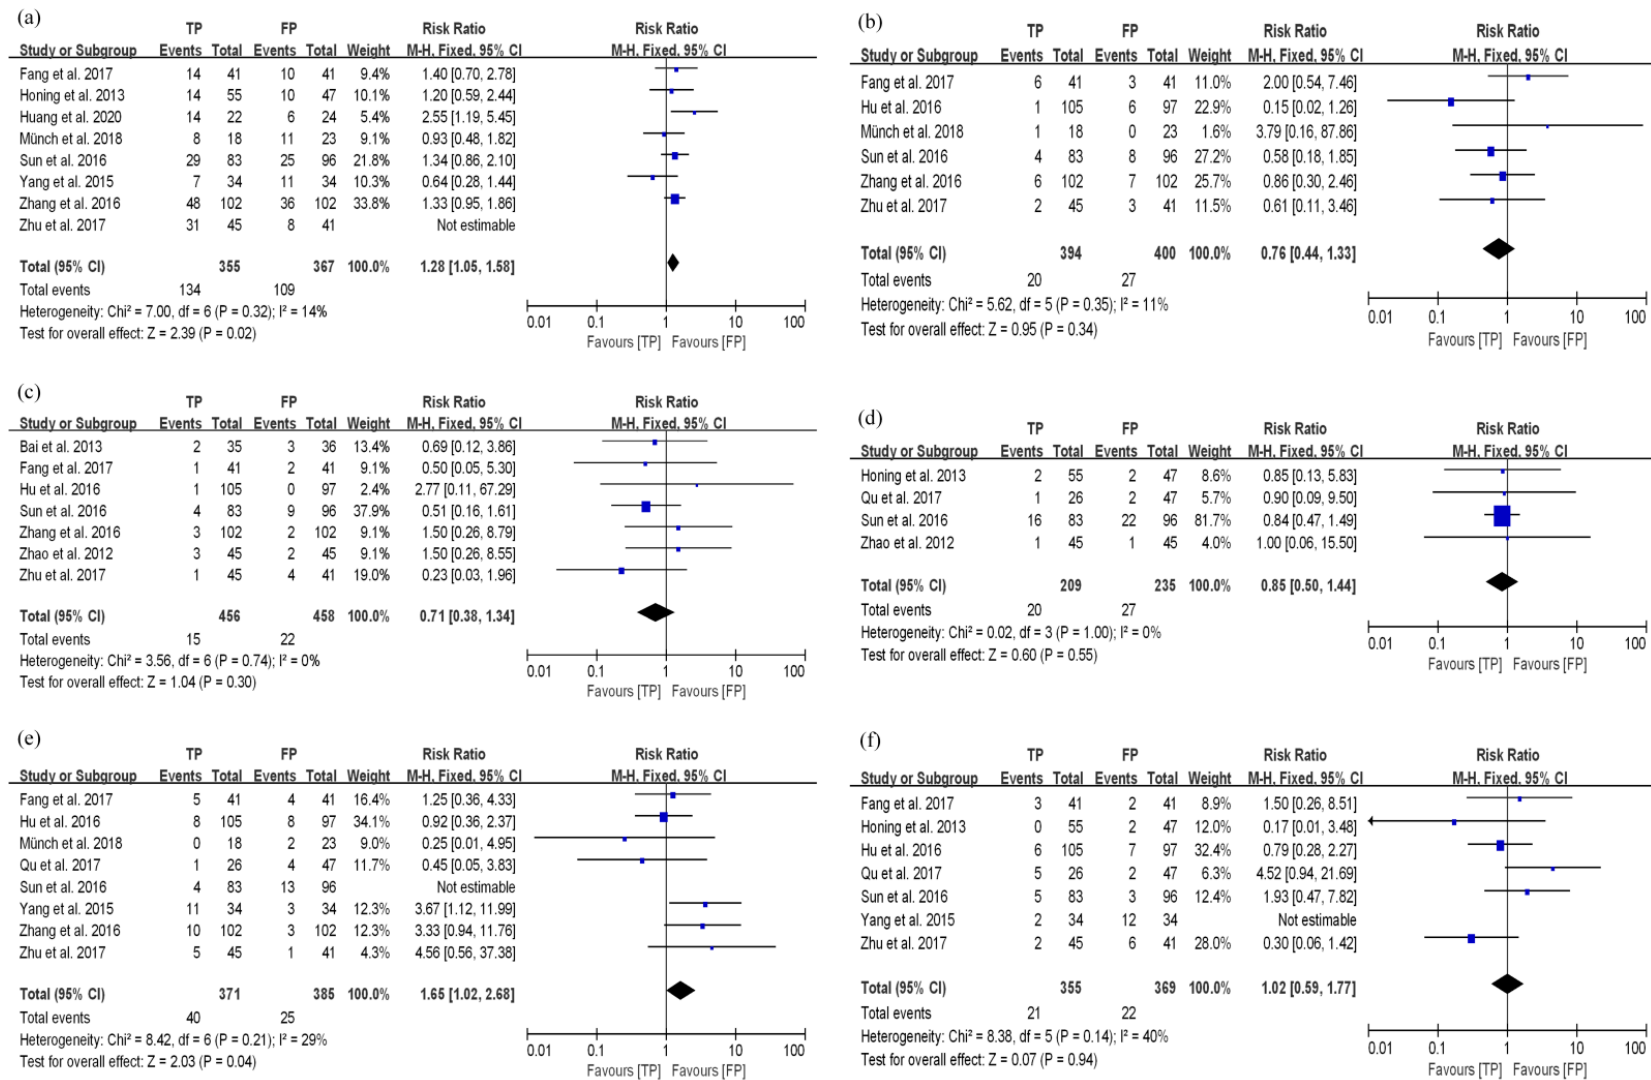 (a)
TP FP Risk Ratio Risk Ratio
Study or Subgroup Events Total Events Total Weight M-H, Fixed, 95% CI M-H, Fixed, 95% CI
Fang et al. 2017 14 41 10 41 9.4% 1.40 [0.70, 2.78]
Honing et al. 2013 14 55 10 47 10.1% 1.20 [0.59, 2.44]
Huang et al. 2020 14 22 6 24 5.4% 2.55 [1.19, 5.45]
Münch et al. 2018 8 18 11 23 9.1% 0.93 [0.48, 1.82]
Sun et al. 2016 29 83 25 96 21.8% 1.34 [0.86, 2.10]
Yang et al. 2015 7 34 11 34 10.3% 0.64 [0.28, 1.44]
Zhang et al. 2016 48 102 36 102 33.8% 1.33 [0.95, 1.86]
Zhu et al. 2017 31 45 8 41 Not estimable
Total (95% CI) 355 367 100.0% 1.28 [1.05, 1.58]
Total events 134 109
Heterogeneity: Chi² = 7.00, df = 6 (P = 0.32); I² = 14%
Test for overall effect: Z = 2.39 (P = 0.02)
0.01 0.1 1 10 100
Favours [TP] Favours [FP]
(b)
TP FP Risk Ratio Risk Ratio
Study or Subgroup Events Total Events Total Weight M-H, Fixed, 95% CI M-H, Fixed, 95% CI
Fang et al. 2017 6 41 3 41 11.0% 2.00 [0.54, 7.46]
Hu et al. 2016 1 105 6 97 22.9% 0.15 [0.02, 1.26]
Münch et al. 2018 1 18 0 23 1.6% 3.79 [0.16, 87.86]
Sun et al. 2016 4 83 8 96 27.2% 0.58 [0.18, 1.85]
Zhang et al. 2016 6 102 7 102 25.7% 0.86 [0.30, 2.46]
Zhu et al. 2017 2 45 3 41 11.5% 0.61 [0.11, 3.46]
Total (95% CI) 394 400 100.0% 0.76 [0.44, 1.33]
Total events 20 27
Heterogeneity: Chi² = 5.62, df = 5 (P = 0.35); I² = 11%
Test for overall effect: Z = 0.95 (P = 0.34)
0.01 0.1 1 10 100
Favours [TP] Favours [FP]
(c)
TP FP Risk Ratio Risk Ratio
Study or Subgroup Events Total Events Total Weight M-H, Fixed, 95% CI M-H, Fixed, 95% CI
Bai et al. 2013 2 35 3 36 13.4% 0.69 [0.12, 3.86]
Fang et al. 2017 1 41 2 41 9.1% 0.50 [0.05, 5.30]
Hu et al. 2016 1 105 0 97 2.4% 2.77 [0.11, 67.29]
Sun et al. 2016 4 83 9 96 37.9% 0.51 [0.16, 1.61]
Zhang et al. 2016 3 102 2 102 9.1% 1.50 [0.26, 8.79]
Zhao et al. 2012 3 45 2 45 9.1% 1.50 [0.26, 8.55]
Zhu et al. 2017 1 45 4 41 19.0% 0.23 [0.03, 1.96]
Total (95% CI) 456 458 100.0% 0.71 [0.38, 1.34]
Total events 15 22
Heterogeneity: Chi² = 3.56, df = 6 (P = 0.74); I² = 0%
Test for overall effect: Z = 1.04 (P = 0.30)
0.01 0.1 1 10 100
Favours [TP] Favours [FP]
(d)
TP FP Risk Ratio Risk Ratio
Study or Subgroup Events Total Events Total Weight M-H, Fixed, 95% CI M-H, Fixed, 95% CI
Honing et al. 2013 2 55 2 47 8.6% 0.85 [0.13, 5.83]
Qu et al. 2017 1 26 2 47 5.7% 0.90 [0.09, 9.50]
Sun et al. 2016 16 83 22 96 81.7% 0.84 [0.47, 1.49]
Zhao et al. 2012 1 45 1 45 4.0% 1.00 [0.06, 15.50]
Total (95% CI) 209 235 100.0% 0.85 [0.50, 1.44]
Total events 20 27
Heterogeneity: Chi² = 0.02, df = 3 (P = 1.00); I² = 0%
Test for overall effect: Z = 0.60 (P = 0.55)
0.01 0.1 1 10 100
Favours [TP] Favours [FP]
(e)
TP FP Risk Ratio Risk Ratio
Study or Subgroup Events Total Events Total Weight M-H, Fixed, 95% CI M-H, Fixed, 95% CI
Fang et al. 2017 5 41 4 41 16.4% 1.25 [0.36, 4.33]
Hu et al. 2016 8 105 8 97 34.1% 0.92 [0.36, 2.37]
Münch et al. 2018 0 18 2 23 9.0% 0.25 [0.01, 4.95]
Qu et al. 2017 1 26 4 47 11.7% 0.45 [0.05, 3.83]
Sun et al. 2016 4 83 13 96 Not estimable
Yang et al. 2015 11 34 3 34 12.3% 3.67 [1.12, 11.99]
Zhang et al. 2016 10 102 3 102 12.3% 3.33 [0.94, 11.76]
Zhu et al. 2017 5 45 1 41 4.3% 4.56 [0.56, 37.38]
Total (95% CI) 371 385 100.0% 1.65 [1.02, 2.68]
Total events 40 25
Heterogeneity: Chi² = 8.42, df = 6 (P = 0.21); I² = 29%
Test for overall effect: Z = 2.03 (P = 0.04)
0.01 0.1 1 10 100
Favours [TP] Favours [FP]
(f)
TP FP Risk Ratio Risk Ratio
Study or Subgroup Events Total Events Total Weight M-H, Fixed, 95% CI M-H, Fixed, 95% CI
Fang et al. 2017 3 41 2 41 8.9% 1.50 [0.26, 8.51]
Honing et al. 2013 0 55 2 47 12.0% 0.17 [0.01, 3.48]
Hu et al. 2016 6 105 7 97 32.4% 0.79 [0.28, 2.27]
Qu et al. 2017 5 26 2 47 6.3% 4.52 [0.94, 21.69]
Sun et al. 2016 5 83 3 96 12.4% 1.93 [0.47, 7.82]
Yang et al. 2015 2 34 12 34 Not estimable
Zhu et al. 2017 2 45 6 41 28.0% 0.30 [0.06, 1.42]
Total (95% CI) 355 369 100.0% 1.02 [0.59, 1.77]
Total events 21 22
Heterogeneity: Chi² = 8.38, df = 5 (P = 0.14); I² = 40%
Test for overall effect: Z = 0.07 (P = 0.94)
0.01 0.1 1 10 100
Favours [TP] Favours [FP]